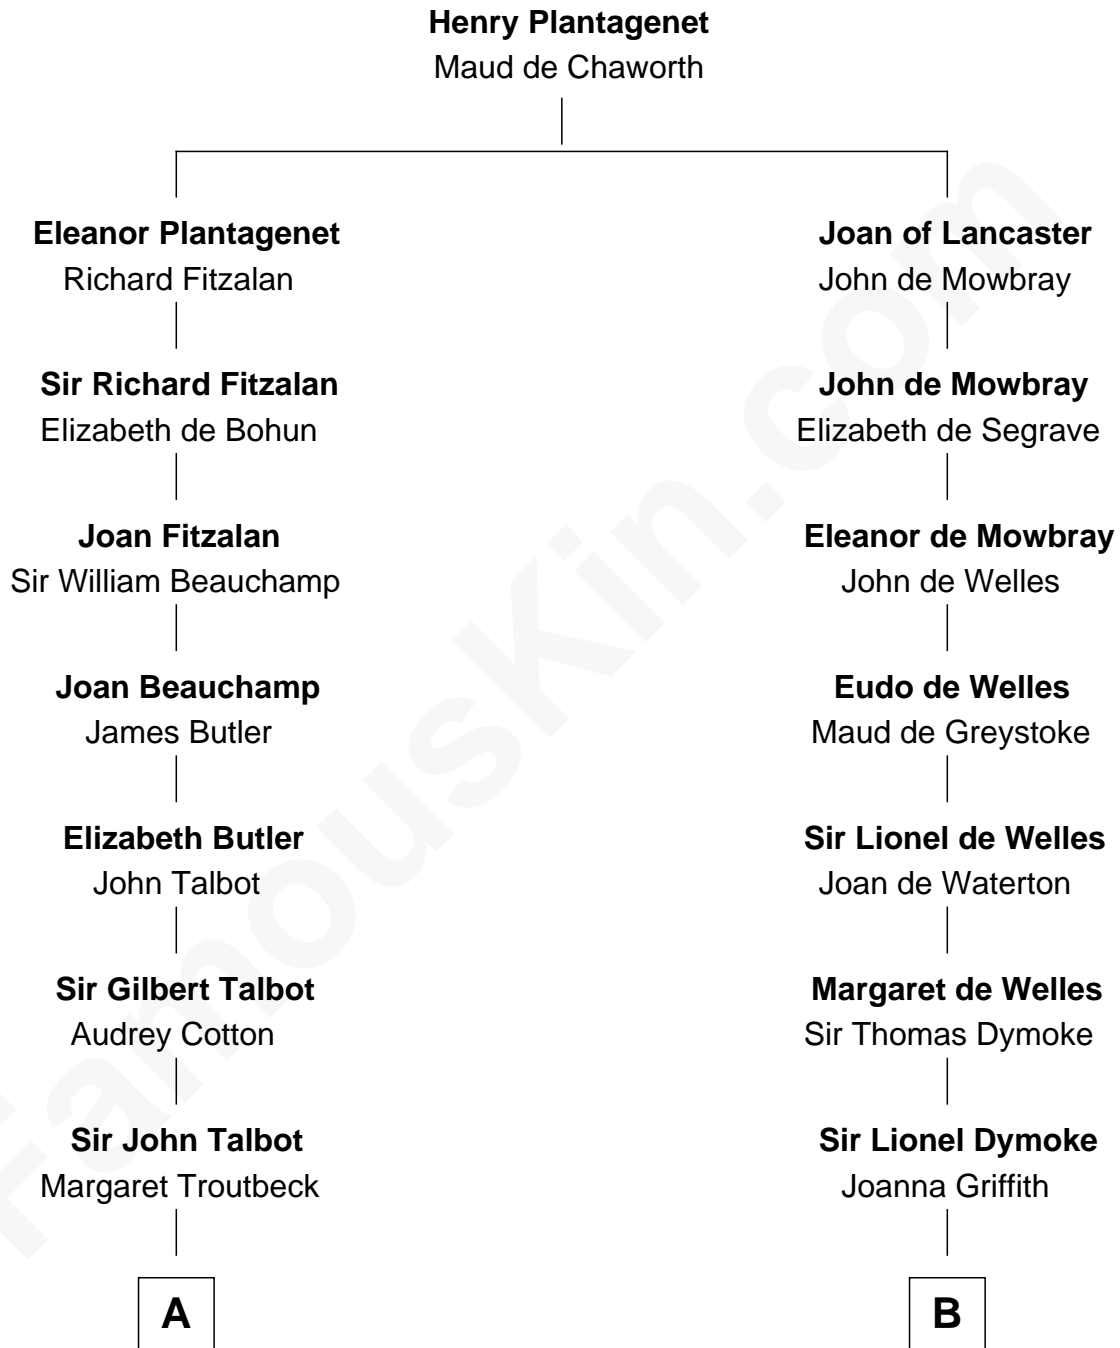 Henry Plantagenet
Maud de Chaworth
Eleanor Plantagenet
Richard Fitzalan
Joan of Lancaster
John de Mowbray
Sir Richard Fitzalan
Elizabeth de Bohun
John de Mowbray
Elizabeth de Segrave
Joan Fitzalan
Sir William Beauchamp
Eleanor de Mowbray
John de Welles
Joan Beauchamp
James Butler
Eudo de Welles
Maud de Greystoke
Elizabeth Butler
John Talbot
Sir Lionel de Welles
Joan de Waterton
Sir Gilbert Talbot
Audrey Cotton
Margaret de Welles
Sir Thomas Dymoke
Sir John Talbot
Margaret Troutbeck
Sir Lionel Dymoke
Joanna Griffith
A
B
FamousKin.com